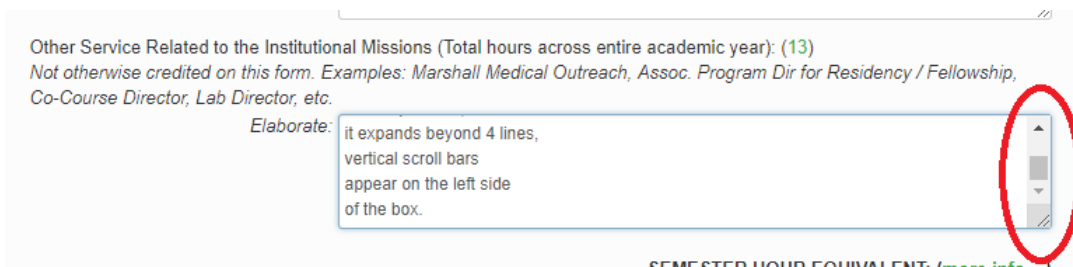 Other Service Related to the Institutional Missions (Total hours across entire academic year): (13)
Not otherwise credited on this form. Examples: Marshall Medical Outreach, Assoc. Program Dir for Residency / Fellowship,
Co-Course Director, Lab Director, etc.
Elaborate:
it expands beyond 4 lines,
vertical scroll bars
appear on the left side
of the box.
SEMESTER HOUR EQUIVALENT: (more info